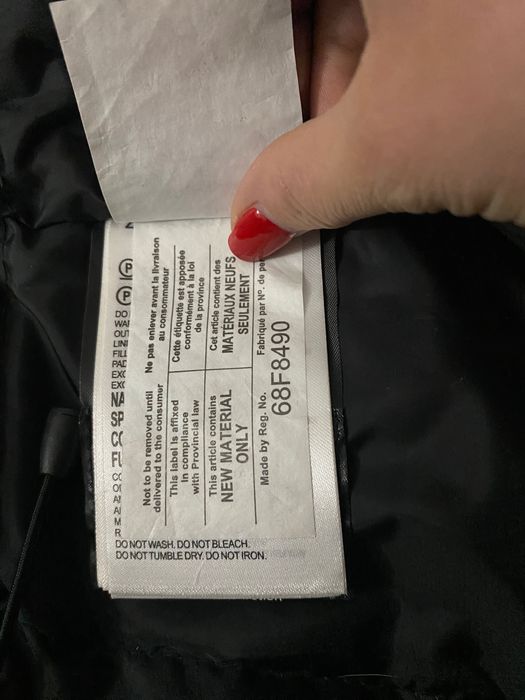 Not to be removed until
delivered to the consumer
Ne pas enlever avant la livraison
au consommateur
This label is affixed
in compliance
with Provincial law
Cette étiquette est apposée
conformément à la loi
de la province
This article contains
NEW MATERIAL
ONLY
Cet article contient des
MATÉRIAUX NEUFS
SEULEMENT
Made by Reg. No.
Fabriqué par N°. de
68F8490
P
P
DO
OUT
DO NOT WASH. DO NOT BLEACH.
DO NOT TUMBLE DRY. DO NOT IRON.